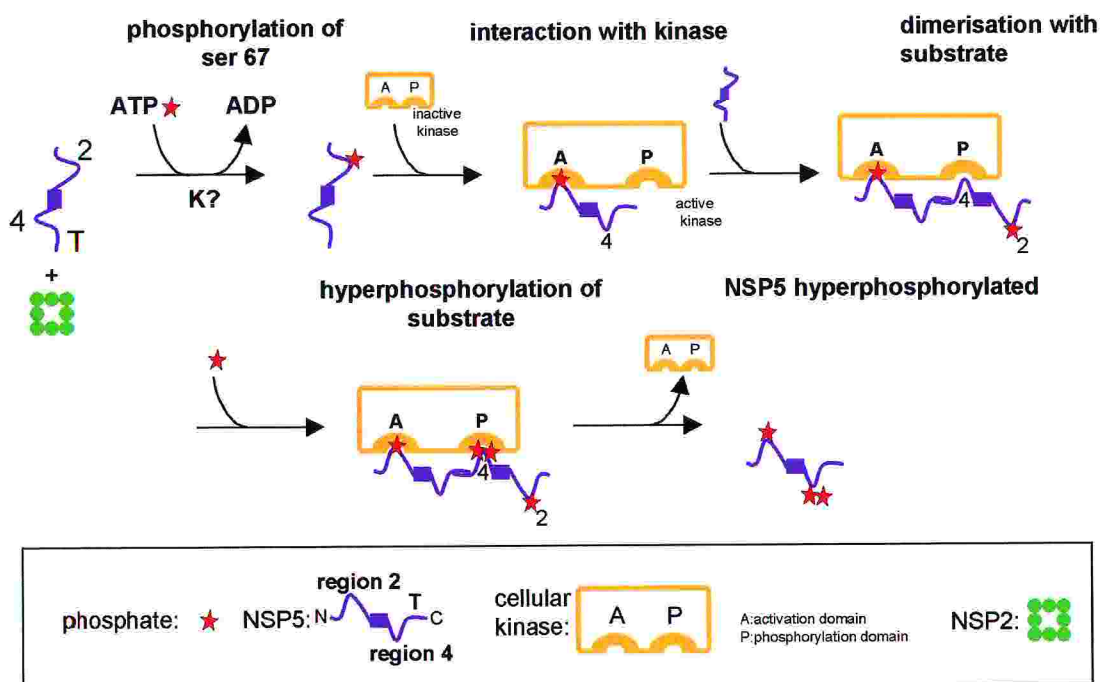 phosphorylation of
ser 67
interaction with kinase
dimerisation with
substrate
ATP ADP
K?
2
4
T
+
A P
inactive
kinase
A P
4
active
kinase
A P
4
2
hyperphosphorylation of
substrate
NSP5 hyperphosphorylated
A P
4
2
A P
phosphate:
NSP5:
region 2
N
T
C
region 4
cellular
kinase:
A P
A:activation domain
P:phosphorylation domain
NSP2: